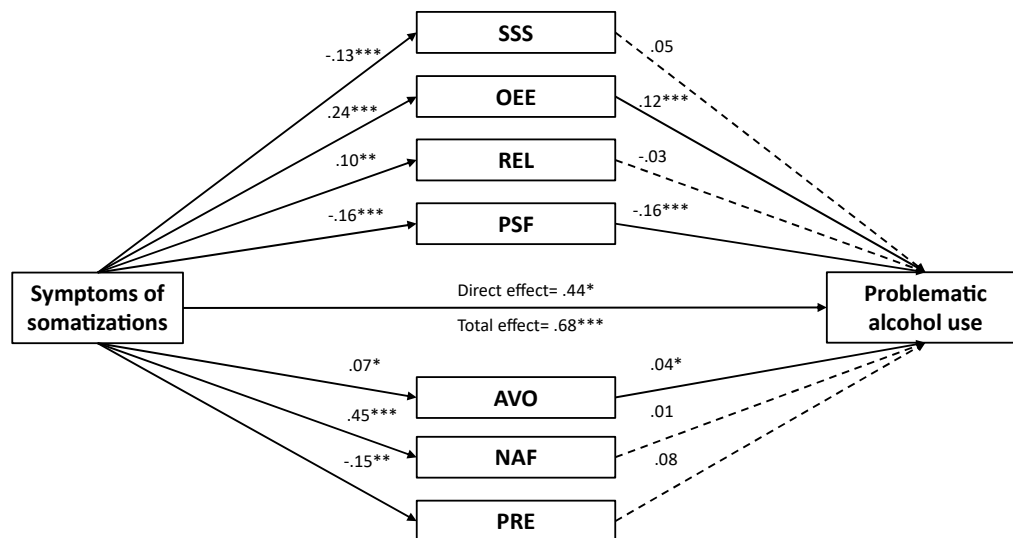 SSS
-.13***
.05
OEE
.24***
.12***
REL
.10**
-.03
PSF
-.16***
-.16***
Symptoms of
somatizations
Direct effect= .44*
Total effect= .68***
Problematic
alcohol use
.07*
AVO
.04*
.45***
NAF
.01
-.15**
.08
PRE